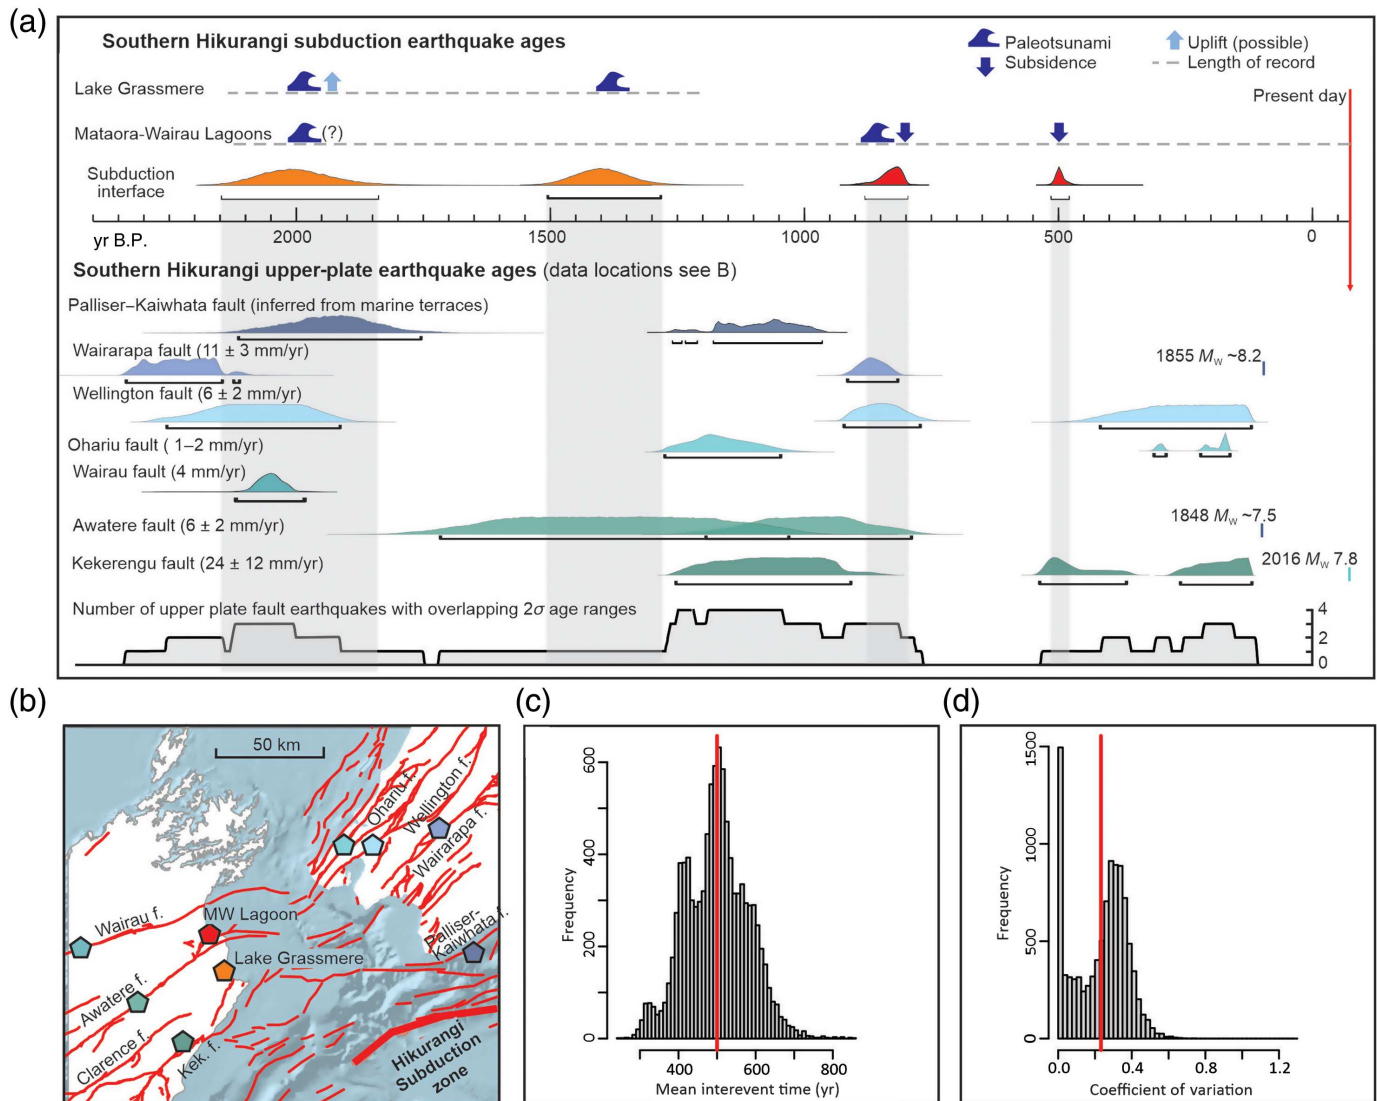 (a)
Southern Hikurangi subduction earthquake ages
Paleotsunami
Uplift (possible)
Subsidence
Length of record
Lake Grassmere
Present day
Mataora-Wairau Lagoons
(?)
Subduction
interface
yr B.P.
2000
1500
1000
500
0
Southern Hikurangi upper-plate earthquake ages (data locations see B)
Palliser–Kaiwhata fault (inferred from marine terraces)
Wairarapa fault (11 ± 3 mm/yr)
1855 Mw ~8.2
Wellington fault (6 ± 2 mm/yr)
Ohariu fault ( 1–2 mm/yr)
Wairau fault (4 mm/yr)
Awatere fault (6 ± 2 mm/yr)
1848 Mw ~7.5
Kekerengu fault (24 ± 12 mm/yr)
2016 Mw 7.8
Number of upper plate fault earthquakes with overlapping 2σ age ranges
4
2
0
(b)
50 km
Ohariu f.
Wellington f.
Wairarapa f.
Wairau f.
MW Lagoon
Palliser-
Kaiwhata f.
Lake Grassmere
Awatere f.
Clarence f.
Kek. f.
Hikurangi
Subduction
zone
(c)
Frequency
600
400
200
0
400
600
800
Mean interevent time (yr)
(d)
Frequency
1500
1000
500
0
0.0
0.4
0.8
1.2
Coefficient of variation